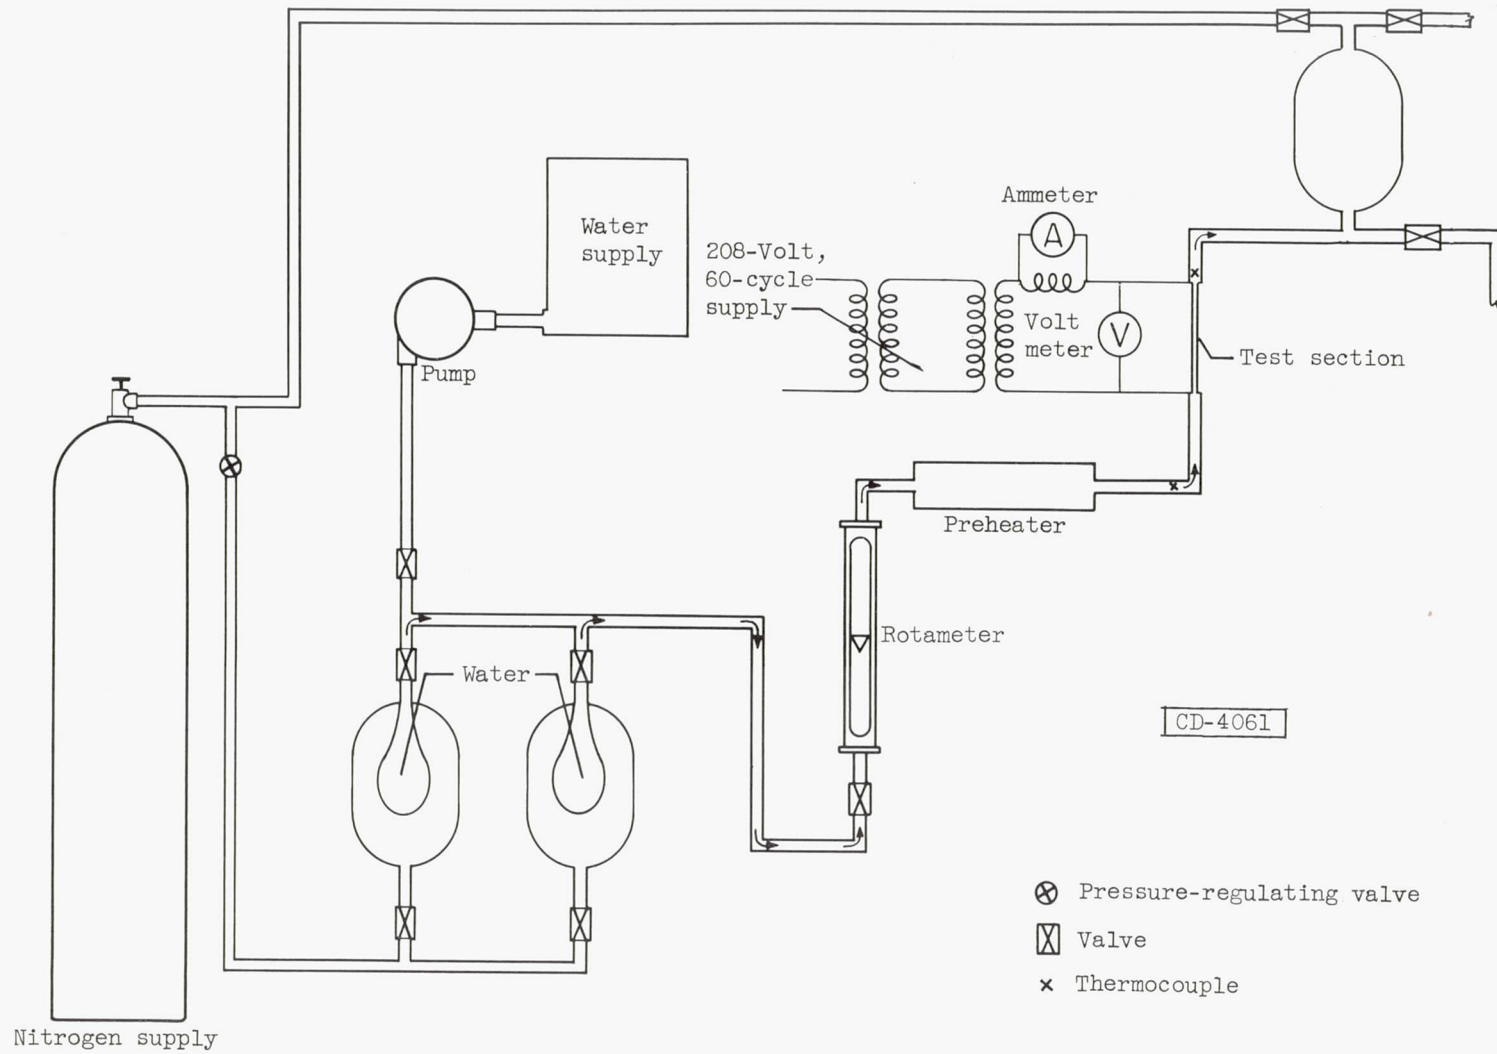 Ammeter
A
Water
supply
208-Volt,
60-cycle
supply
Volt
meter
V
Test section
Pump
Preheater
Rotameter
Water
CD-4061
Pressure-regulating valve
Valve
Thermocouple
Nitrogen supply